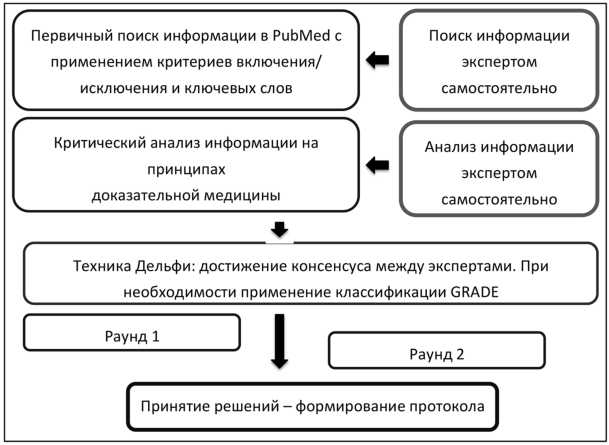 Первичный поиск информации в PubMed с
применением критериев включения/
исключения и ключевых слов
Поиск информации
экспертом
самостоятельно
Критический анализ информации на
принципах
доказательной медицины
Анализ информации
экспертом
самостоятельно
Техника Дельфи: достижение консенсуса между экспертами. При
необходимости применение классификации GRADE
Раунд 1
Раунд 2
Принятие решений – формирование протокола